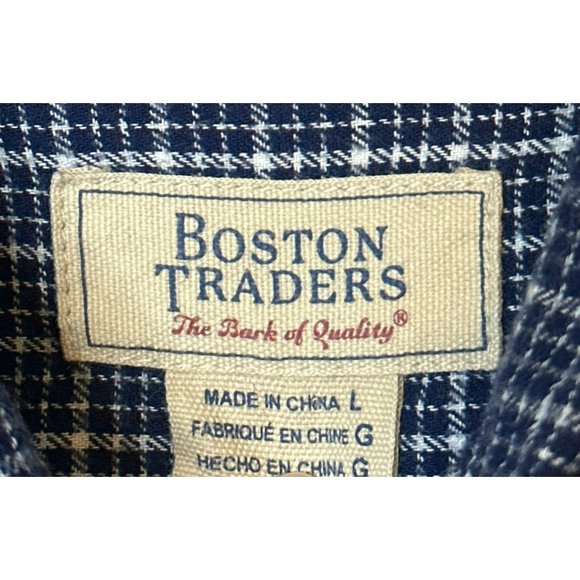 BOSTON
TRADERS
The Bark of Quality®
MADE IN CHINA L
FABRIQUÉ EN CHINE G
HECHO EN CHINA G